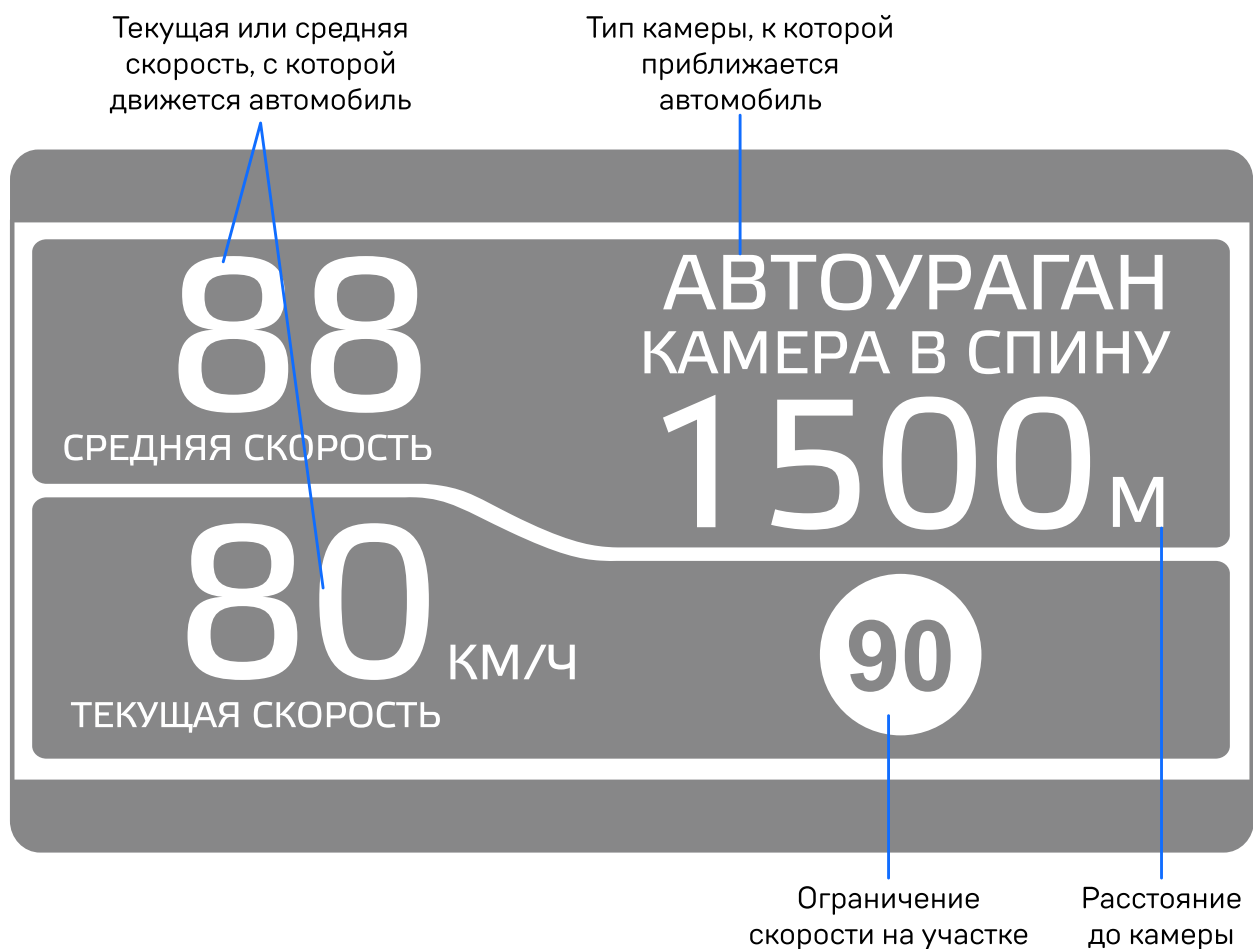 Текущая или средняя
скорость, с которой
движется автомобиль
Тип камеры, к которой
приближается
автомобиль
88
СРЕДНЯЯ СКОРОСТЬ
АВТОУРАГАН
КАМЕРА В СПИНУ
1500 м
80 КМ/Ч
ТЕКУЩАЯ СКОРОСТЬ
90
Ограничение
скорости на участке
Расстояние
до камеры